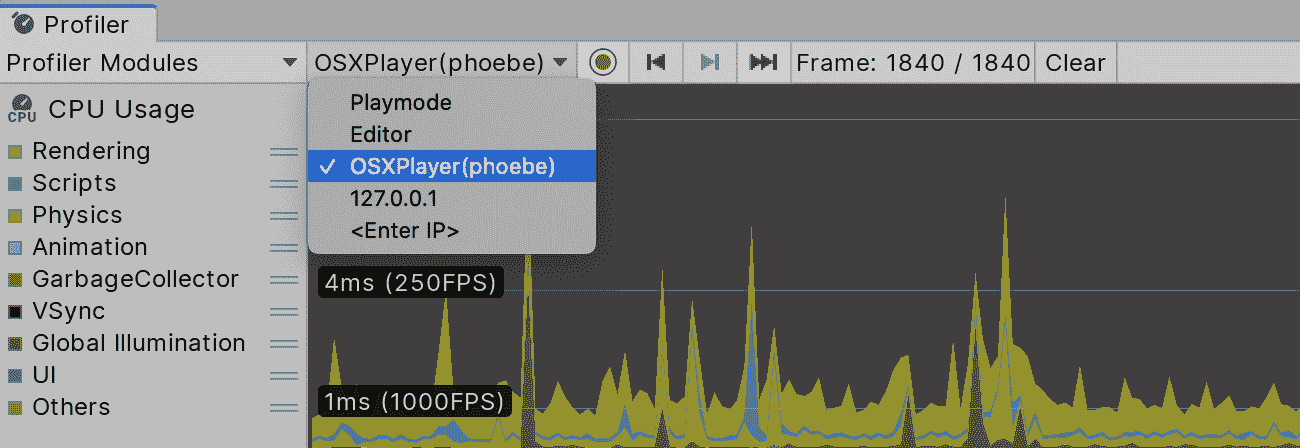 Profiler
Profiler Modules OSXPlayer(phoebe) Frame: 1840 / 1840 Clear
CPU CPU Usage
Playmode
Editor
✓ OSXPlayer(phoebe)
127.0.0.1
<Enter IP>
Rendering
Scripts
Physics
Animation
GarbageCollector
VSync
Global Illumination
UI
Others
4ms (250FPS)
1ms (1000FPS)